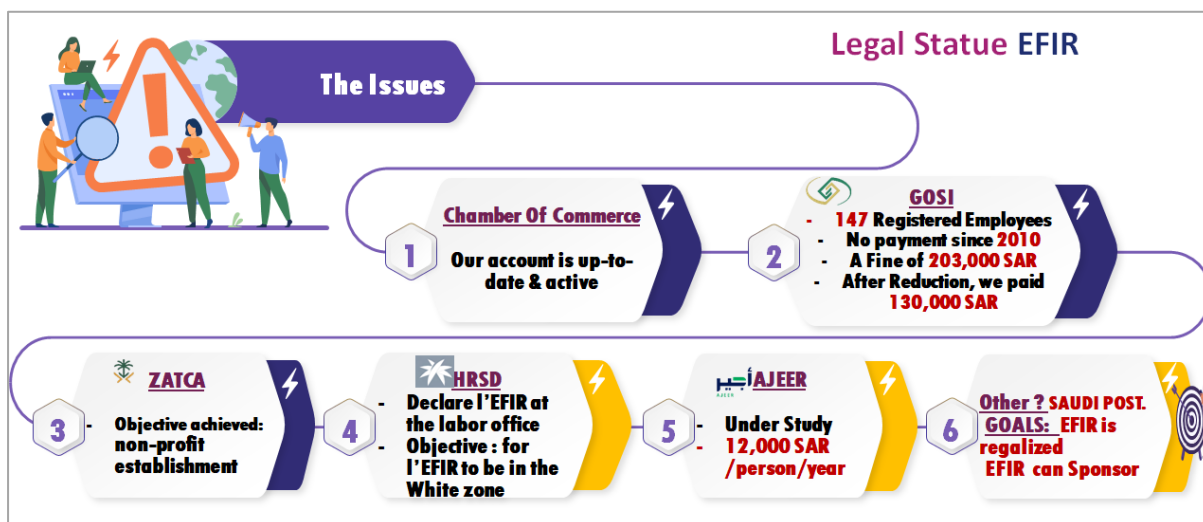 Legal Statue EFIR
The Issues
1
Chamber Of Commerce
Our account is up-to-
date & active
2
GOSI
- 147 Registered Employees
- No payment since 2010
- A Fine of 203,000 SAR
- After Reduction, we paid
130,000 SAR
3
ZATCA
- Objective achieved:
non-profit
establishment
4
HRSD
- Declare l'EFIR at
the labor office
- Objective : for
l'EFIR to be in the
White zone
5
أجير
AJEER
AJEER
- Under Study
- 12,000 SAR
/person/year
6
Other ? SAUDI POST.
GOALS: EFIR is
regalized
EFIR can Sponsor